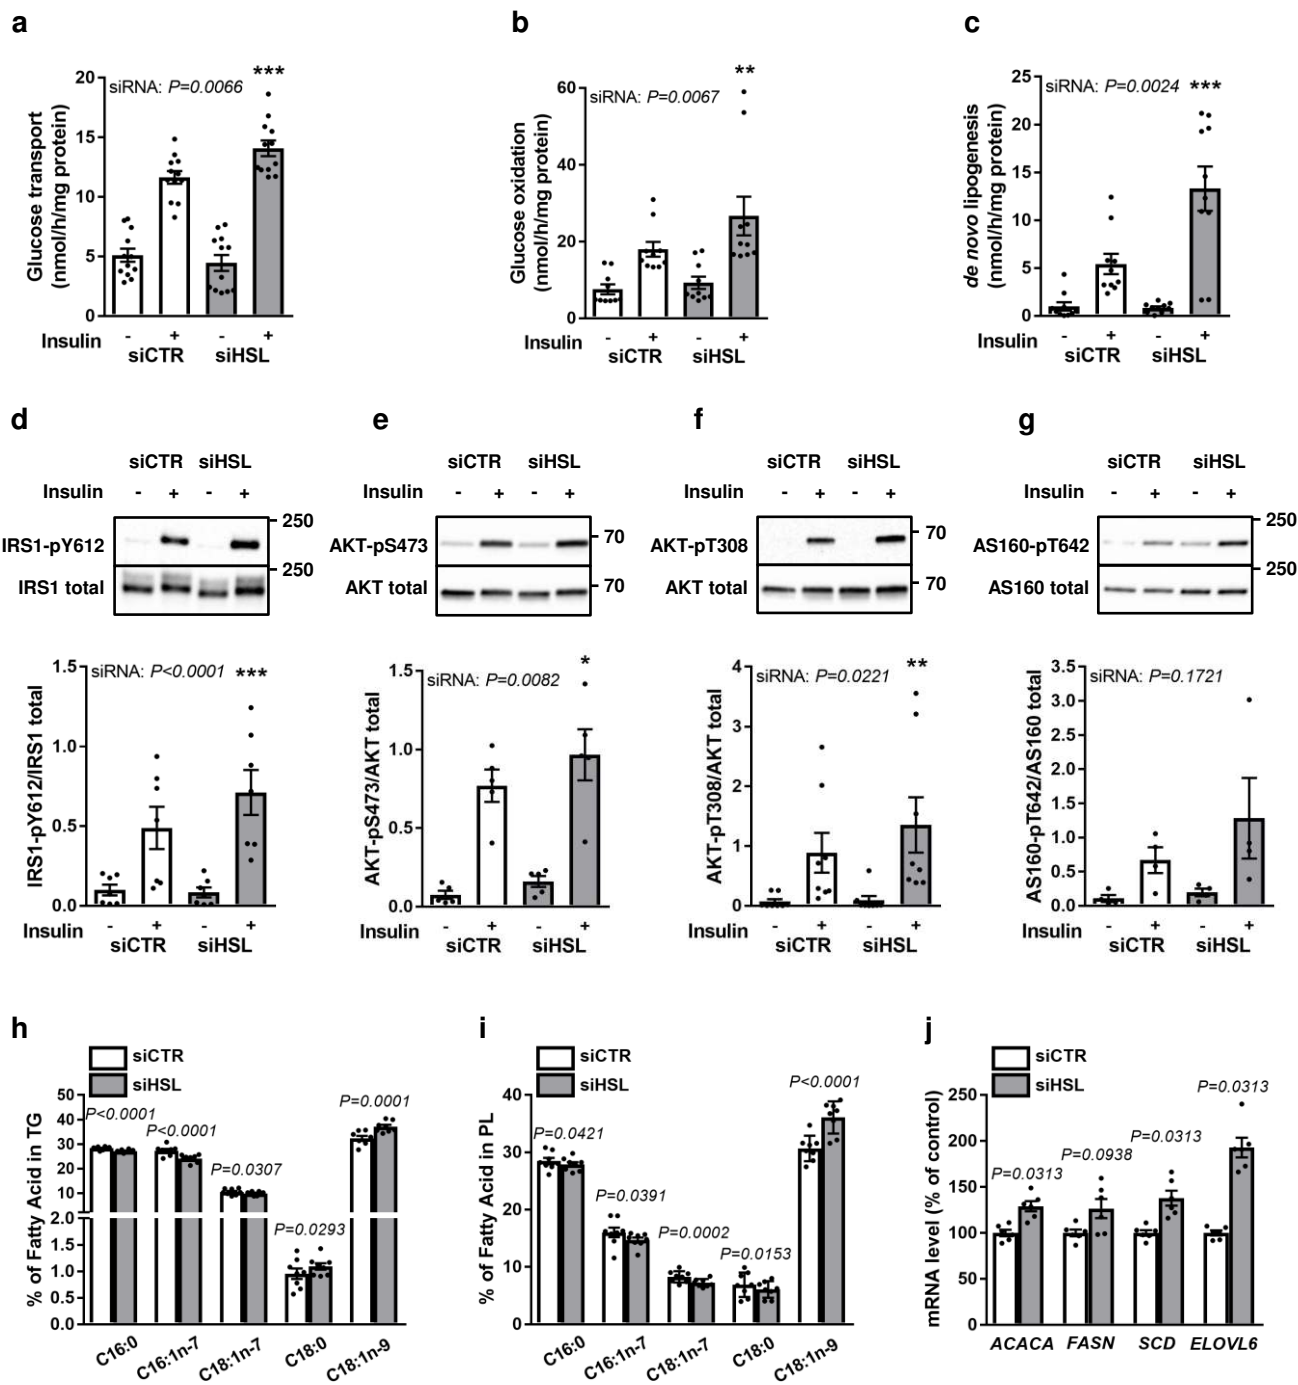 a
siRNA: P=0.0066
***
Glucose transport
(nmol/h/mg protein)
20
15
10
5
0
Insulin - + - +
siCTR siHSL
b
siRNA: P=0.0067
**
Glucose oxidation
(nmol/h/mg protein)
60
40
20
0
Insulin - + - +
siCTR siHSL
c
siRNA: P=0.0024
***
de novo lipogenesis
(nmol/h/mg protein)
25
20
15
10
5
0
Insulin - + - +
siCTR siHSL
d
siCTR siHSL
Insulin - + - +
IRS1-pY612
250
IRS1 total
250
siRNA: P<0.0001
***
IRS1-pY612/IRS1 total
1.5
1.0
0.5
0.0
Insulin - + - +
siCTR siHSL
e
siCTR siHSL
Insulin - + - +
AKT-pS473
70
AKT total
70
siRNA: P=0.0082
*
AKT-pS473/AKT total
1.5
1.0
0.5
0.0
Insulin - + - +
siCTR siHSL
f
siCTR siHSL
Insulin - + - +
AKT-pT308
70
AKT total
70
siRNA: P=0.0221
**
AKT-pT308/AKT total
4
3
2
1
0
Insulin - + - +
siCTR siHSL
g
siCTR siHSL
Insulin - + - +
AS160-pT642
250
AS160 total
250
siRNA: P=0.1721
AS160-pT642/AS160 total
3.5
3.0
2.5
2.0
1.5
1.0
0.5
0.0
Insulin - + - +
siCTR siHSL
h
siCTR
siHSL
% of Fatty Acid in TG
50
40
30
20
10
2.0
1.5
1.0
0.5
0.0
P<0.0001
P<0.0001
P=0.0307
P=0.0293
P=0.0001
C16:0 C16:1n-7 C18:1n-7 C18:0 C18:1n-9
i
siCTR
siHSL
% of Fatty Acid in PL
40
30
20
10
0
P=0.0421
P=0.0391
P=0.0002
P=0.0153
P<0.0001
C16:0 C16:1n-7 C18:1n-7 C18:0 C18:1n-9
j
siCTR
siHSL
mRNA level (% of control)
250
200
150
100
50
0
P=0.0313
P=0.0938
P=0.0313
P=0.0313
ACACA FASN SCD ELOVL6